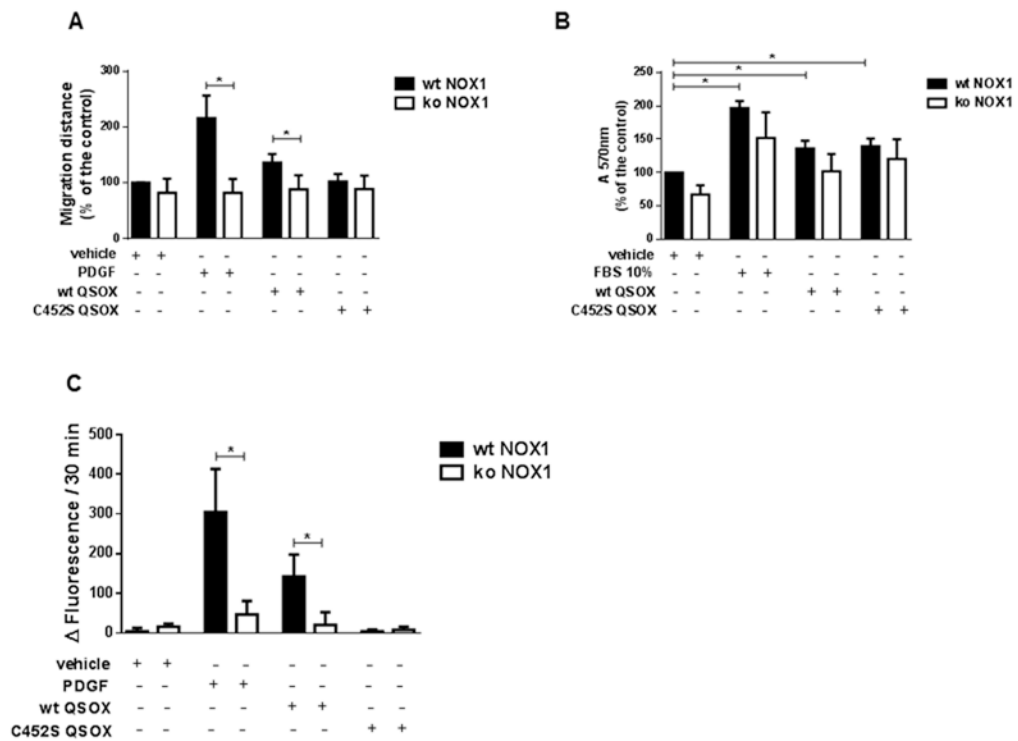 A
Migration distance
(% of the control)
300
200
100
0
*
*
wt NOX1
ko NOX1
vehicle + + - - - - - -
PDGF - - + + - - - -
wt QSOX - - - - + + - -
C452S QSOX - - - - - - + +
B
A 570nm
(% of the control)
250
200
150
100
50
0
*
*
*
wt NOX1
ko NOX1
vehicle + + - - - - - -
FBS 10% - - + + - - - -
wt QSOX - - - - + + - -
C452S QSOX - - - - - - + +
C
Δ Fluorescence / 30 min
500
400
300
200
100
0
*
*
wt NOX1
ko NOX1
vehicle + + - - - - - -
PDGF - - + + - - - -
wt QSOX - - - - + + - -
C452S QSOX - - - - - - + +